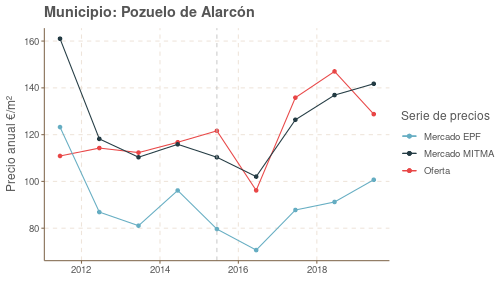 Municipio: Pozuelo de Alarcón
Precio anual €/m²
160
140
120
100
80
2012
2014
2016
2018
Serie de precios
Mercado EPF
Mercado MITMA
Oferta